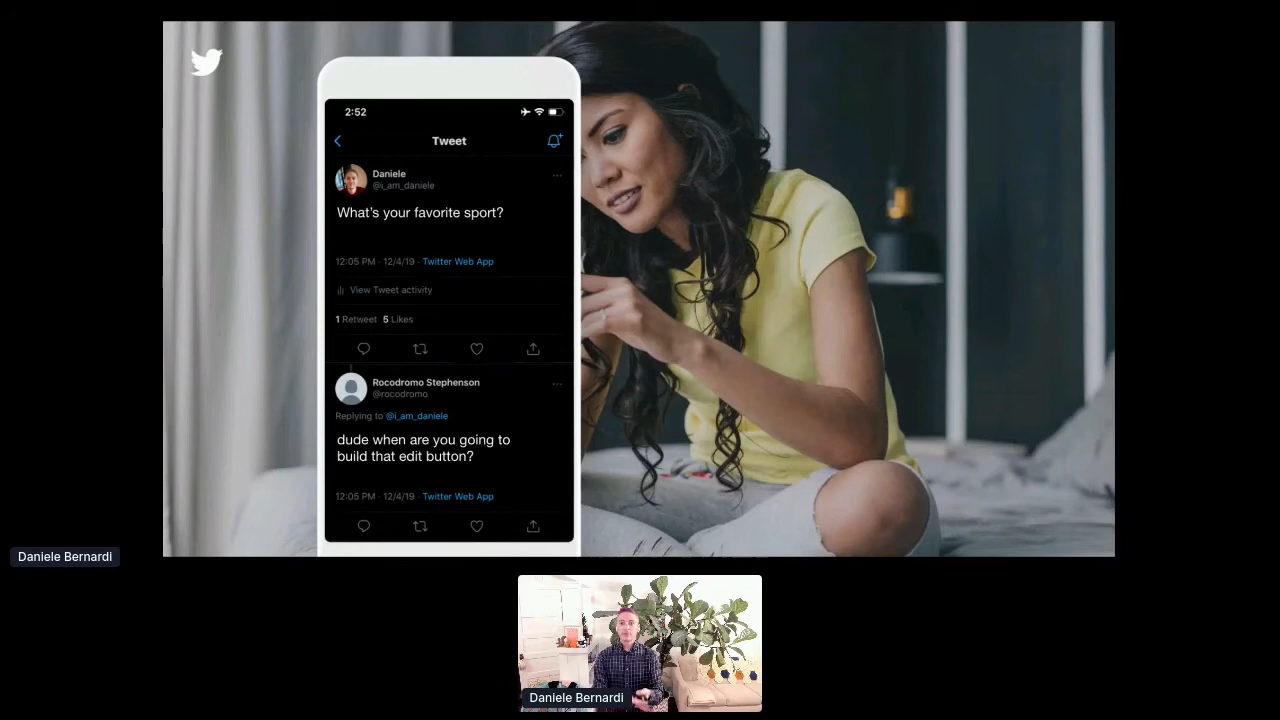 2:52
Tweet
Daniele
@i_am_daniele
What's your favorite sport?
12:05 PM · 12/4/19 · Twitter Web App
View Tweet activity
1 Retweet 5 Likes
Rocodromo Stephenson
@rocodromo
Replying to @i_am_daniele
dude when are you going to
build that edit button?
12:05 PM · 12/4/19 · Twitter Web App
Daniele Bernardi
Daniele Bernardi